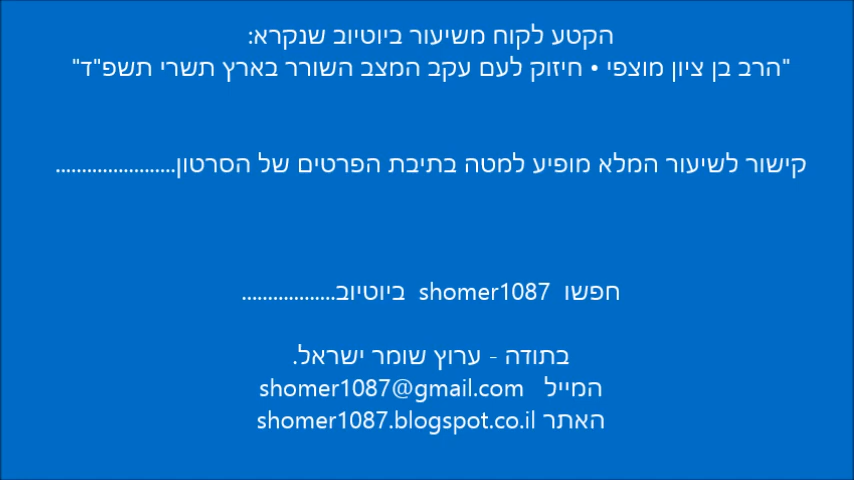 הקטע לקוח משיעור ביוטיוב שנקרא:
"הרב בן ציון מוצפי • חיזוק לעם עקב המצב השורר בארץ תשרי תשפ"ד"
קישור לשיעור המלא מופיע למטה בתיבת הפרטים של הסרטון.......................
חפשו shomer1087 ביוטיוב..................
בתודה - ערוץ שומר ישראל.
המייל shomer1087@gmail.com
האתר shomer1087.blogspot.co.il